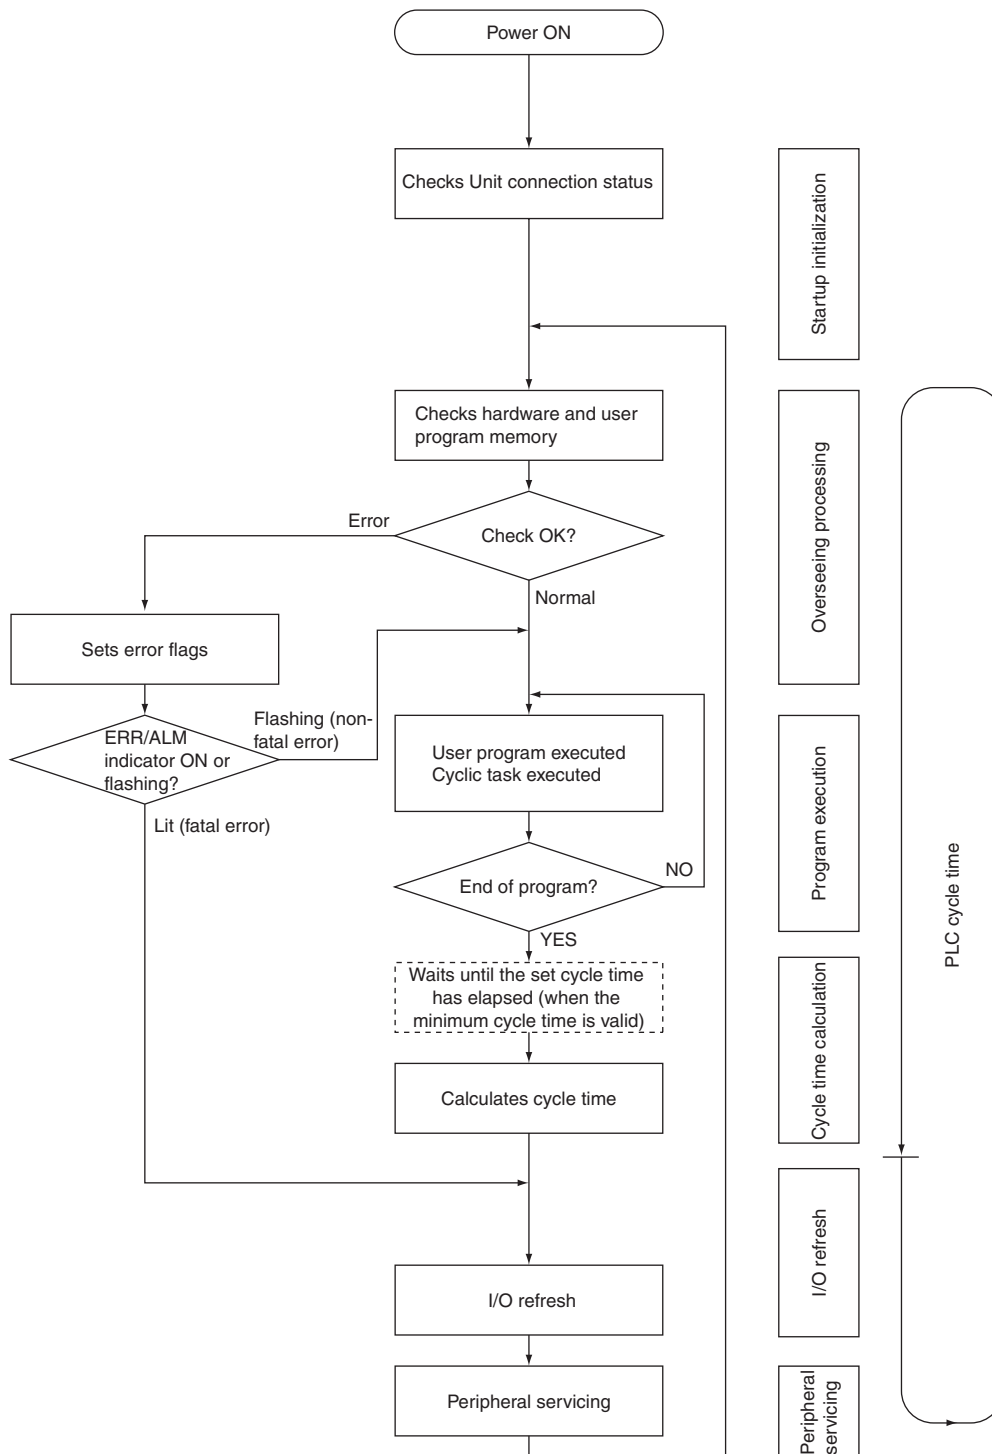 Power ON
Checks Unit connection status
Startup initialization
Checks hardware and user
program memory
Overseeing processing
Check OK?
Error
Normal
Sets error flags
ERR/ALM
indicator ON or
flashing?
Flashing (non-
fatal error)
Lit (fatal error)
User program executed
Cyclic task executed
Program execution
End of program?
NO
YES
PLC cycle time
Waits until the set cycle time
has elapsed (when the
minimum cycle time is valid)
Calculates cycle time
Cycle time calculation
I/O refresh
I/O refresh
Peripheral servicing
Peripheral
servicing